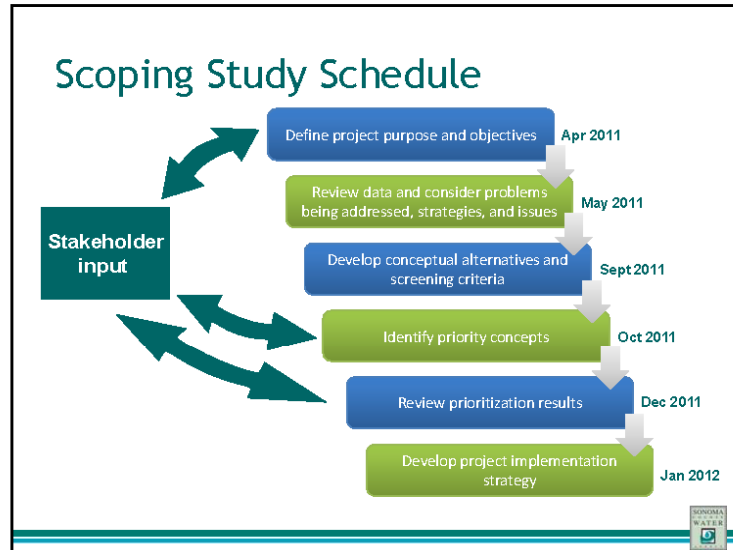 Scoping Study Schedule
Define project purpose and objectives
Apr 2011
Review data and consider problems
being addressed, strategies, and issues
May 2011
Stakeholder
input
Develop conceptual alternatives and
screening criteria
Sept 2011
Identify priority concepts
Oct 2011
Review prioritization results
Dec 2011
Develop project implementation
strategy
Jan 2012
SONOMA
COUNTY
WATER